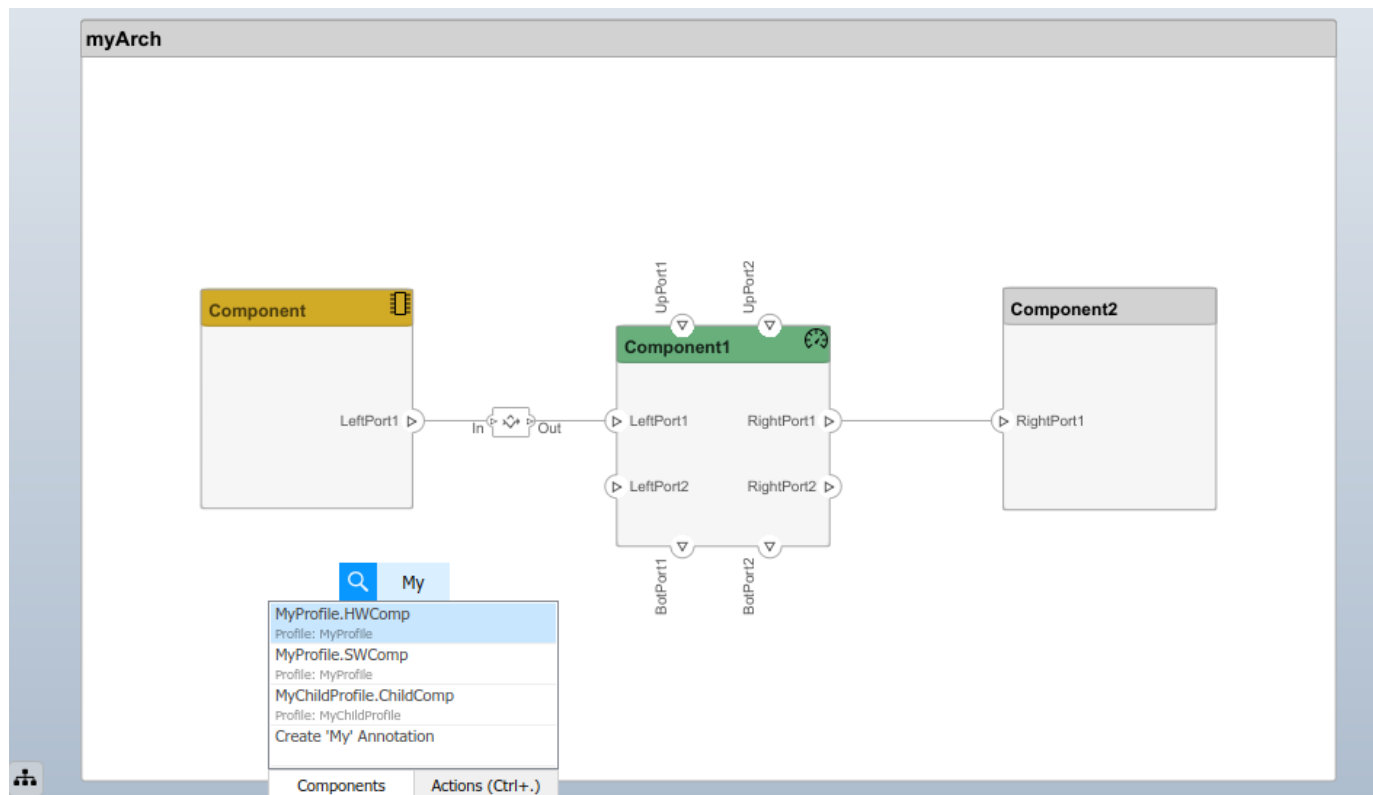 myArch
UpPort1
UpPort2
Component
Component1
Component2
LeftPort1
In
Out
LeftPort1
RightPort1
RightPort1
LeftPort2
RightPort2
BotPort1
BotPort2
My
MyProfile.HWComp
Profile: MyProfile
MyProfile.SWComp
Profile: MyProfile
MyChildProfile.ChildComp
Profile: MyChildProfile
Create 'My' Annotation
Components
Actions (Ctrl+.)